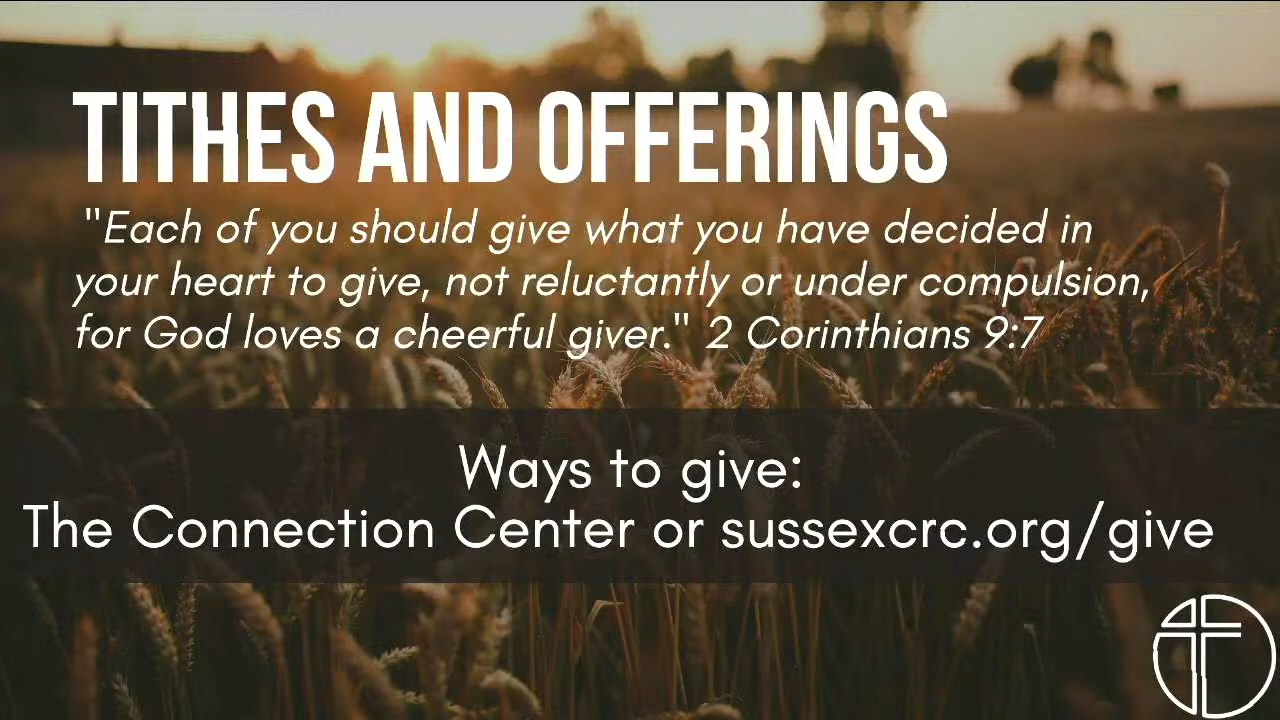 TITHES AND OFFERINGS
"Each of you should give what you have decided in
your heart to give, not reluctantly or under compulsion,
for God loves a cheerful giver." 2 Corinthians 9:7
Ways to give:
The Connection Center or sussexcrc.org/give